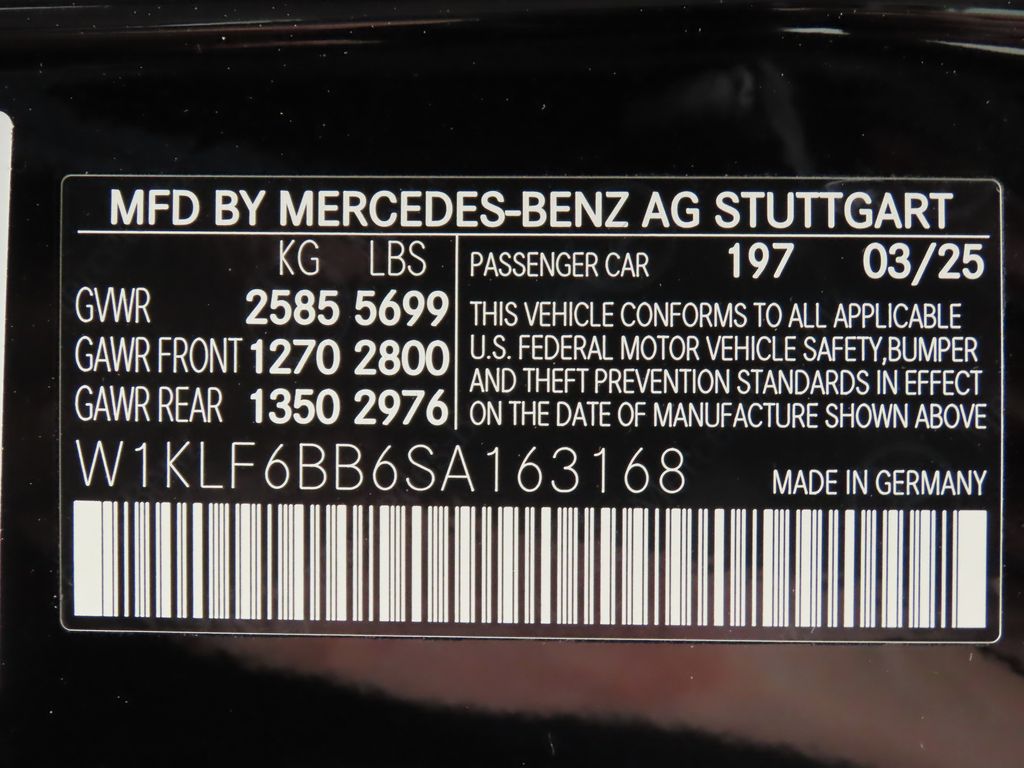 MFD BY MERCEDES-BENZ AG STUTTGART
KG LBS
GVWR 2585 5699
GAWR FRONT 1270 2800
GAWR REAR 1350 2976
PASSENGER CAR 197 03/25
THIS VEHICLE CONFORMS TO ALL APPLICABLE
U.S. FEDERAL MOTOR VEHICLE SAFETY,BUMPER
AND THEFT PREVENTION STANDARDS IN EFFECT
ON THE DATE OF MANUFACTURE SHOWN ABOVE
W1KLF6BB6SA163168
MADE IN GERMANY